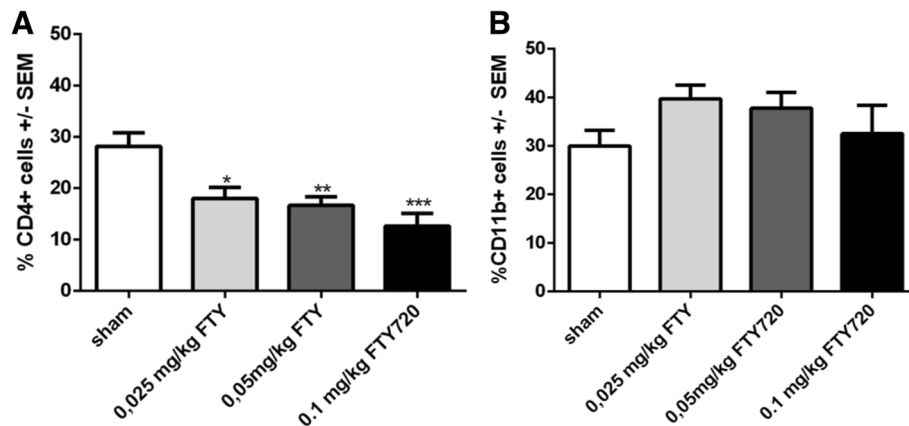 A
% CD4+ cells +/- SEM
50
40
30
20
10
0
*
**
***
sham
0,025 mg/kg FTY
0,05mg/kg FTY
0.1 mg/kg FTY720
B
%CD11b+ cells +/- SEM
50
40
30
20
10
0
sham
0,025 mg/kg FTY
0,05mg/kg FTY720
0.1 mg/kg FTY720